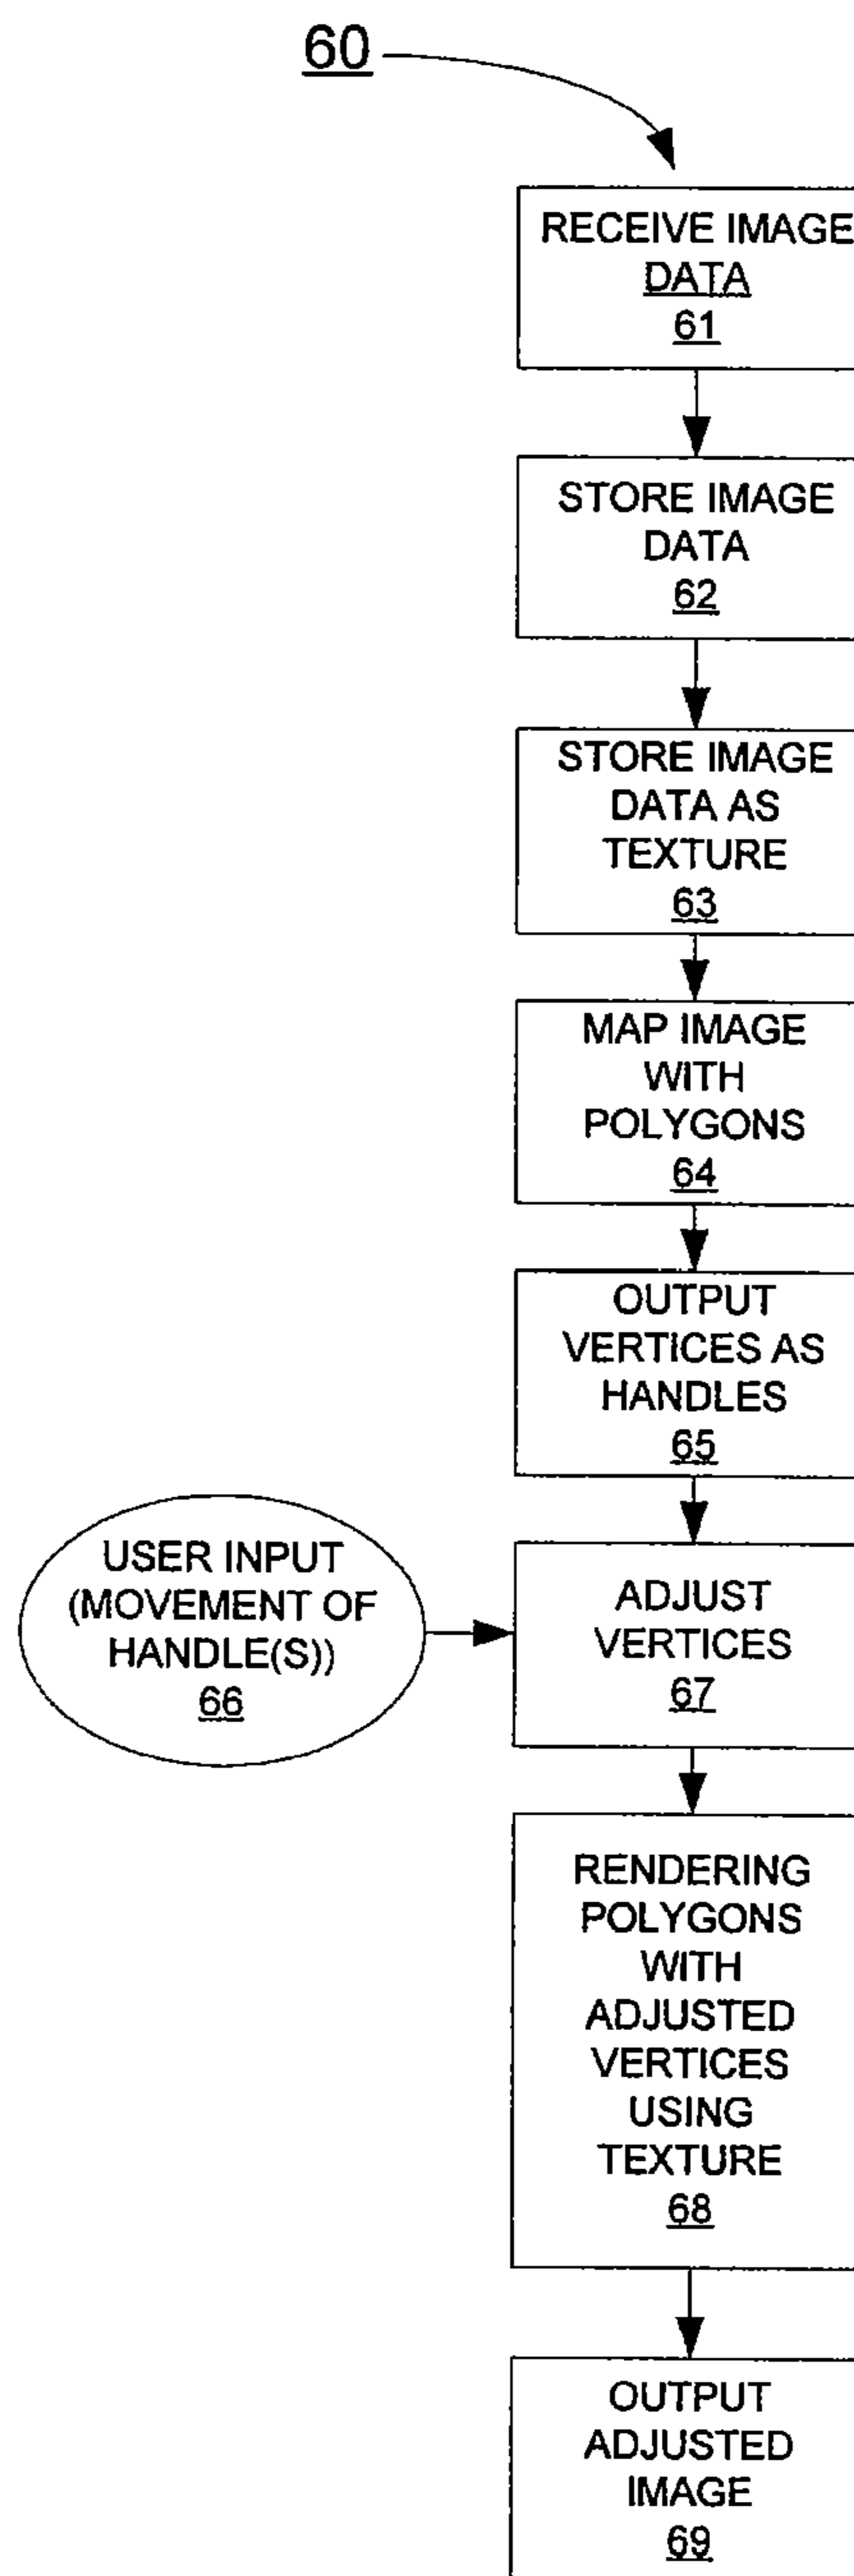 60
RECEIVE IMAGE
DATA
61
STORE IMAGE
DATA
62
STORE IMAGE
DATA AS
TEXTURE
63
MAP IMAGE
WITH
POLYGONS
64
OUTPUT
VERTICES AS
HANDLES
65
USER INPUT
(MOVEMENT OF
HANDLE(S))
66
ADJUST
VERTICES
67
RENDERING
POLYGONS
WITH
ADJUSTED
VERTICES
USING
TEXTURE
68
OUTPUT
ADJUSTED
IMAGE
69